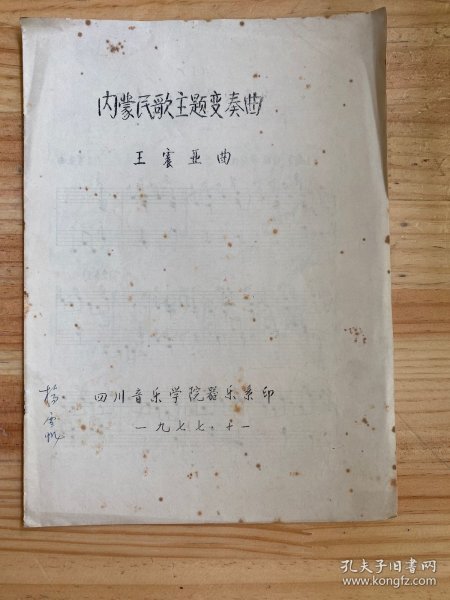 内蒙民歌主题变奏曲
王震亚曲
四川音乐学院器乐系印
一九七七.十一
杨
孔夫子旧书网
www.kongfz.com